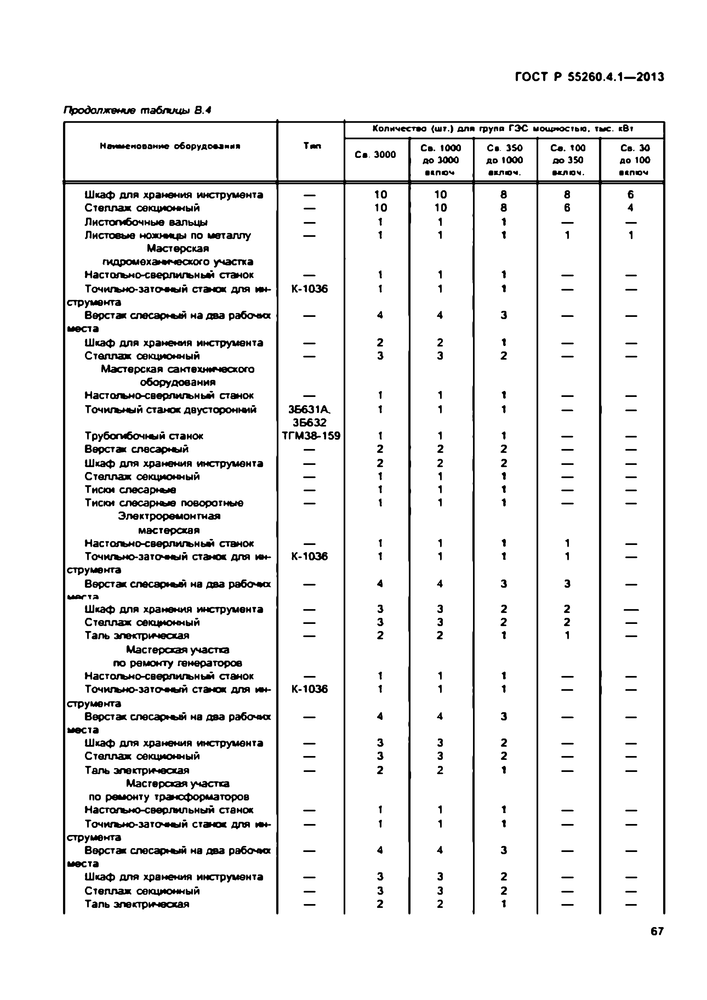 ГОСТ Р 55260.4.1—2013
Продолжение таблицы В.4
Наименование оборудования Тип Количество (шт.) для групп ГЭС мощностью, тыс. кВт
Св. 3000 Св. 1000 до 3000 включ Св. 350 до 1000 включ. Св. 100 до 350 включ. Св. 30 до 100 включ
Шкаф для хранения инструмента — 10 10 8 8 6
Стеллаж секционный — 10 10 8 6 4
Листогибочные вальцы — 1 1 1 — —
Листовые ножницы по металлу — 1 1 1 1 1
Мастерская
гидромеханического участка
Настольно-сверлильный станок — 1 1 1 — —
Точильно-заточный станок для ин- К-1036 1 1 1 — —
струмента
Верстак слесарный на два рабочих — 4 4 3 — —
места
Шкаф для хранения инструмента — 2 2 1 — —
Стеллаж секционный — 3 3 2 — —
Мастерская сантехнического
оборудования
Настольно-сверлильный станок — 1 1 1 — —
Точильный станок двусторонний 3Б631А, 1 1 1 — —
3Б632
Трубогибочный станок ТГМ38-159 1 1 1 — —
Верстак слесарный — 2 2 2 — —
Шкаф для хранения инструмента — 2 2 2 — —
Стеллаж секционный — 1 1 1 — —
Тиски слесарные — 1 1 1 — —
Тиски слесарные поворотные — 1 1 1 — —
Электроремонтная
мастерская
Настольно-сверлильный станок — 1 1 1 1 —
Точильно-заточный станок для ин- К-1036 1 1 1 1 —
струмента
Верстак слесарный на два рабочих — 4 4 3 3 —
места
Шкаф для хранения инструмента — 3 3 2 2 —
Стеллаж секционный — 3 3 2 2 —
Таль электрическая — 2 2 1 1 —
Мастерская участка
по ремонту генераторов
Настольно-сверлильный станок — 1 1 1 — —
Точильно-заточный станок для ин- К-1036 1 1 1 — —
струмента
Верстак слесарный на два рабочих — 4 4 3 — —
места
Шкаф для хранения инструмента — 3 3 2 — —
Стеллаж секционный — 3 3 2 — —
Таль электрическая — 2 2 1 — —
Мастерская участка
по ремонту трансформаторов
Настольно-сверлильный станок — 1 1 1 — —
Точильно-заточный станок для ин- — 1 1 1 — —
струмента
Верстак слесарный на два рабочих — 4 4 3 — —
места
Шкаф для хранения инструмента — 3 3 2 — —
Стеллаж секционный — 3 3 2 — —
Таль электрическая — 2 2 1 — —
67